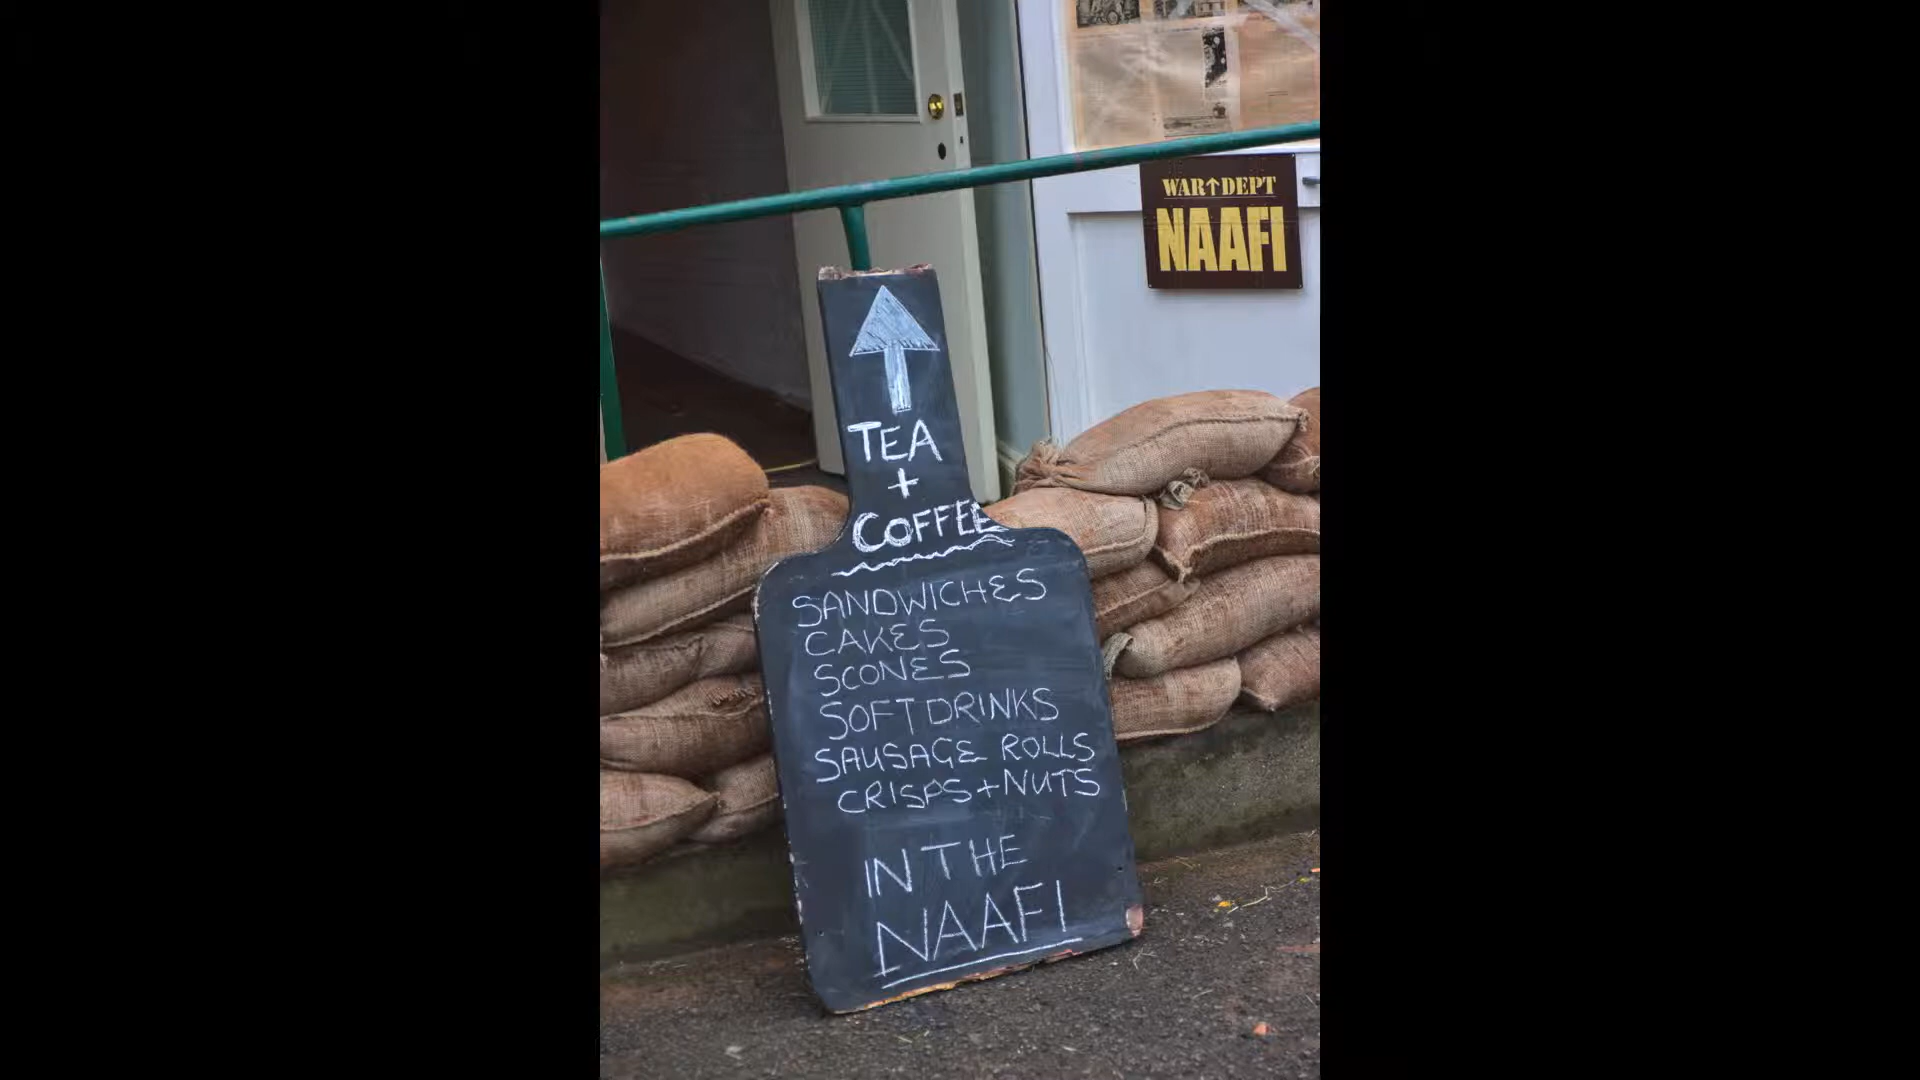 WAR↑DEPT
NAAFI
TEA
+
COFFEE
SANDWICHES
CAKES
SCONES
SOFT DRINKS
SAUSAGE ROLLS
CRISPS + NUTS
IN THE
NAAFI